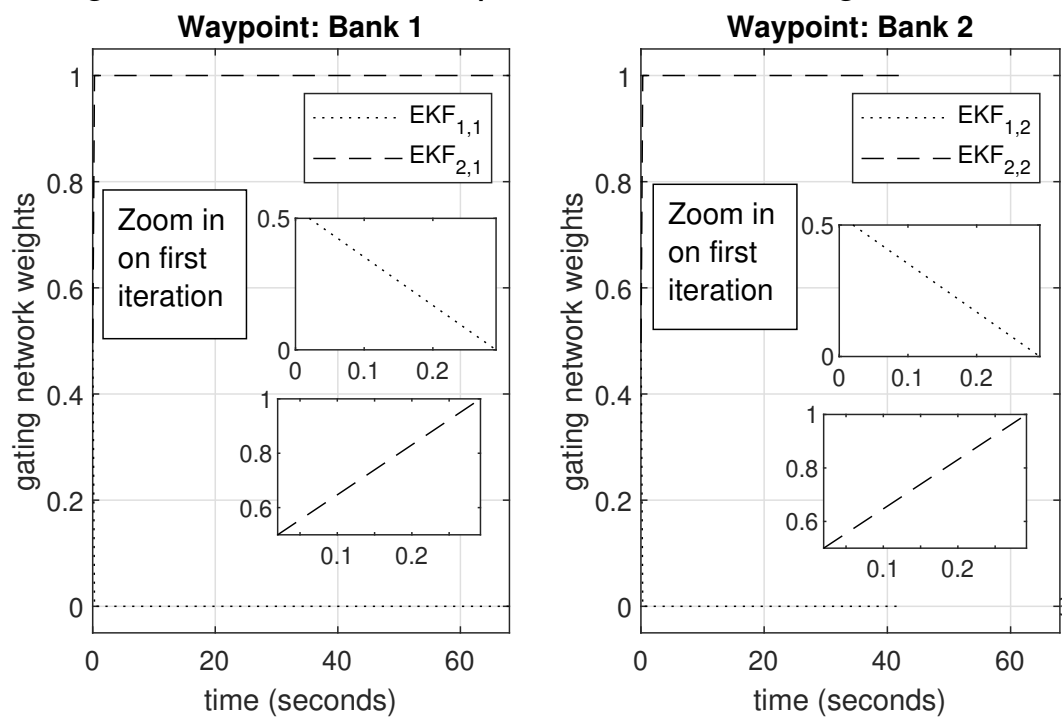 Waypoint: Bank 1
1
0.8
0.6
0.4
0.2
0
0
20
40
60
gating network weights
time (seconds)
EKF1,1
EKF2,1
Zoom in
on first
iteration
0.5
0
0
0.1
0.2
1
0.8
0.6
0.1
0.2
Waypoint: Bank 2
1
0.8
0.6
0.4
0.2
0
0
20
40
60
gating network weights
time (seconds)
EKF1,2
EKF2,2
Zoom in
on first
iteration
0.5
0
0
0.1
0.2
1
0.8
0.6
0.1
0.2